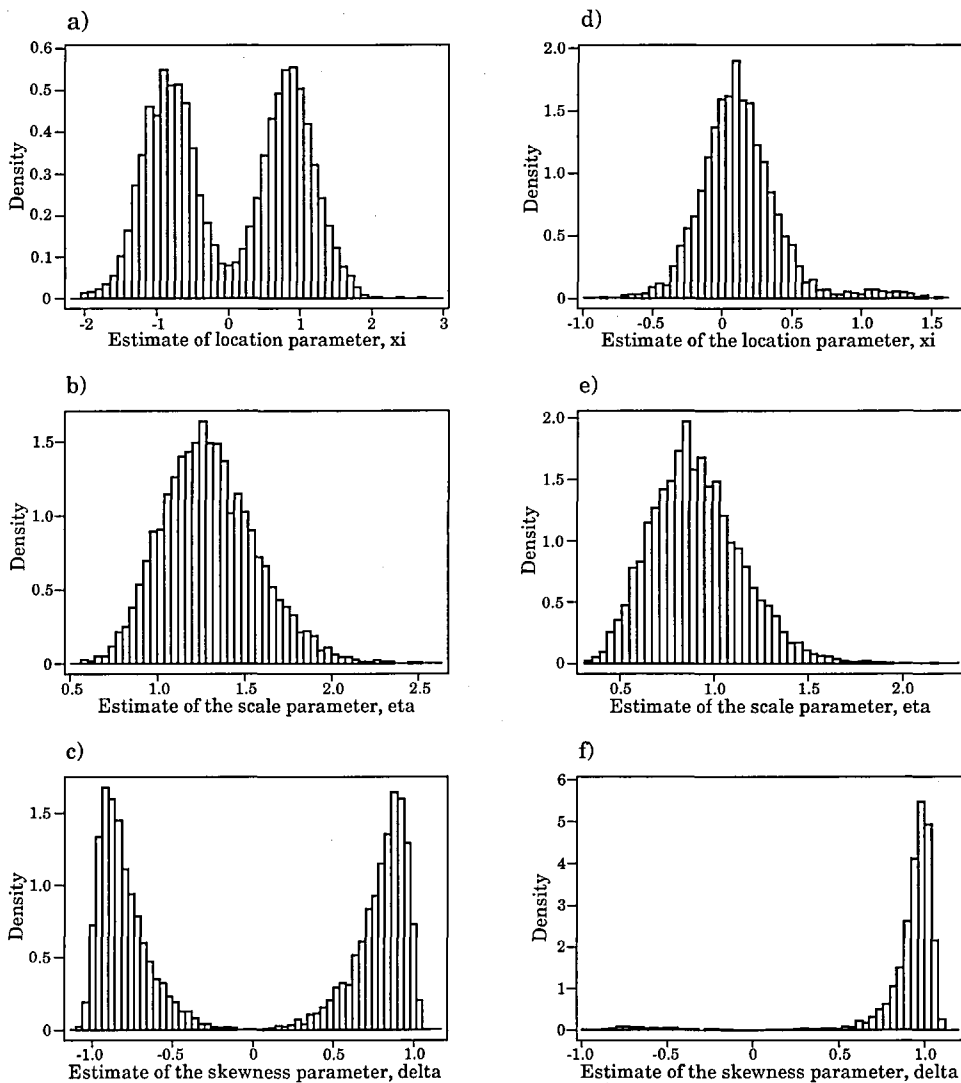 a)
0.6
0.5
0.4
0.3
0.2
0.1
0
Density
-2 -1 0 1 2 3
Estimate of location parameter, xi
d)
2.0
1.5
1.0
0.5
0
Density
-1.0 -0.5 0 0.5 1.0 1.5
Estimate of the location parameter, xi
b)
1.5
1.0
0.5
0
Density
0.5 1.0 1.5 2.0 2.5
Estimate of the scale parameter, eta
e)
2.0
1.5
1.0
0.5
0
Density
0.5 1.0 2.0
Estimate of the scale parameter, eta
c)
1.5
1.0
0.5
0
Density
-1.0 -0.5 0 0.5 1.0
Estimate of the skewness parameter, delta
f)
6
5
4
3
2
1
0
Density
-1.0 -0.5 0 0.5 1.0
Estimate of the skewness parameter, delta